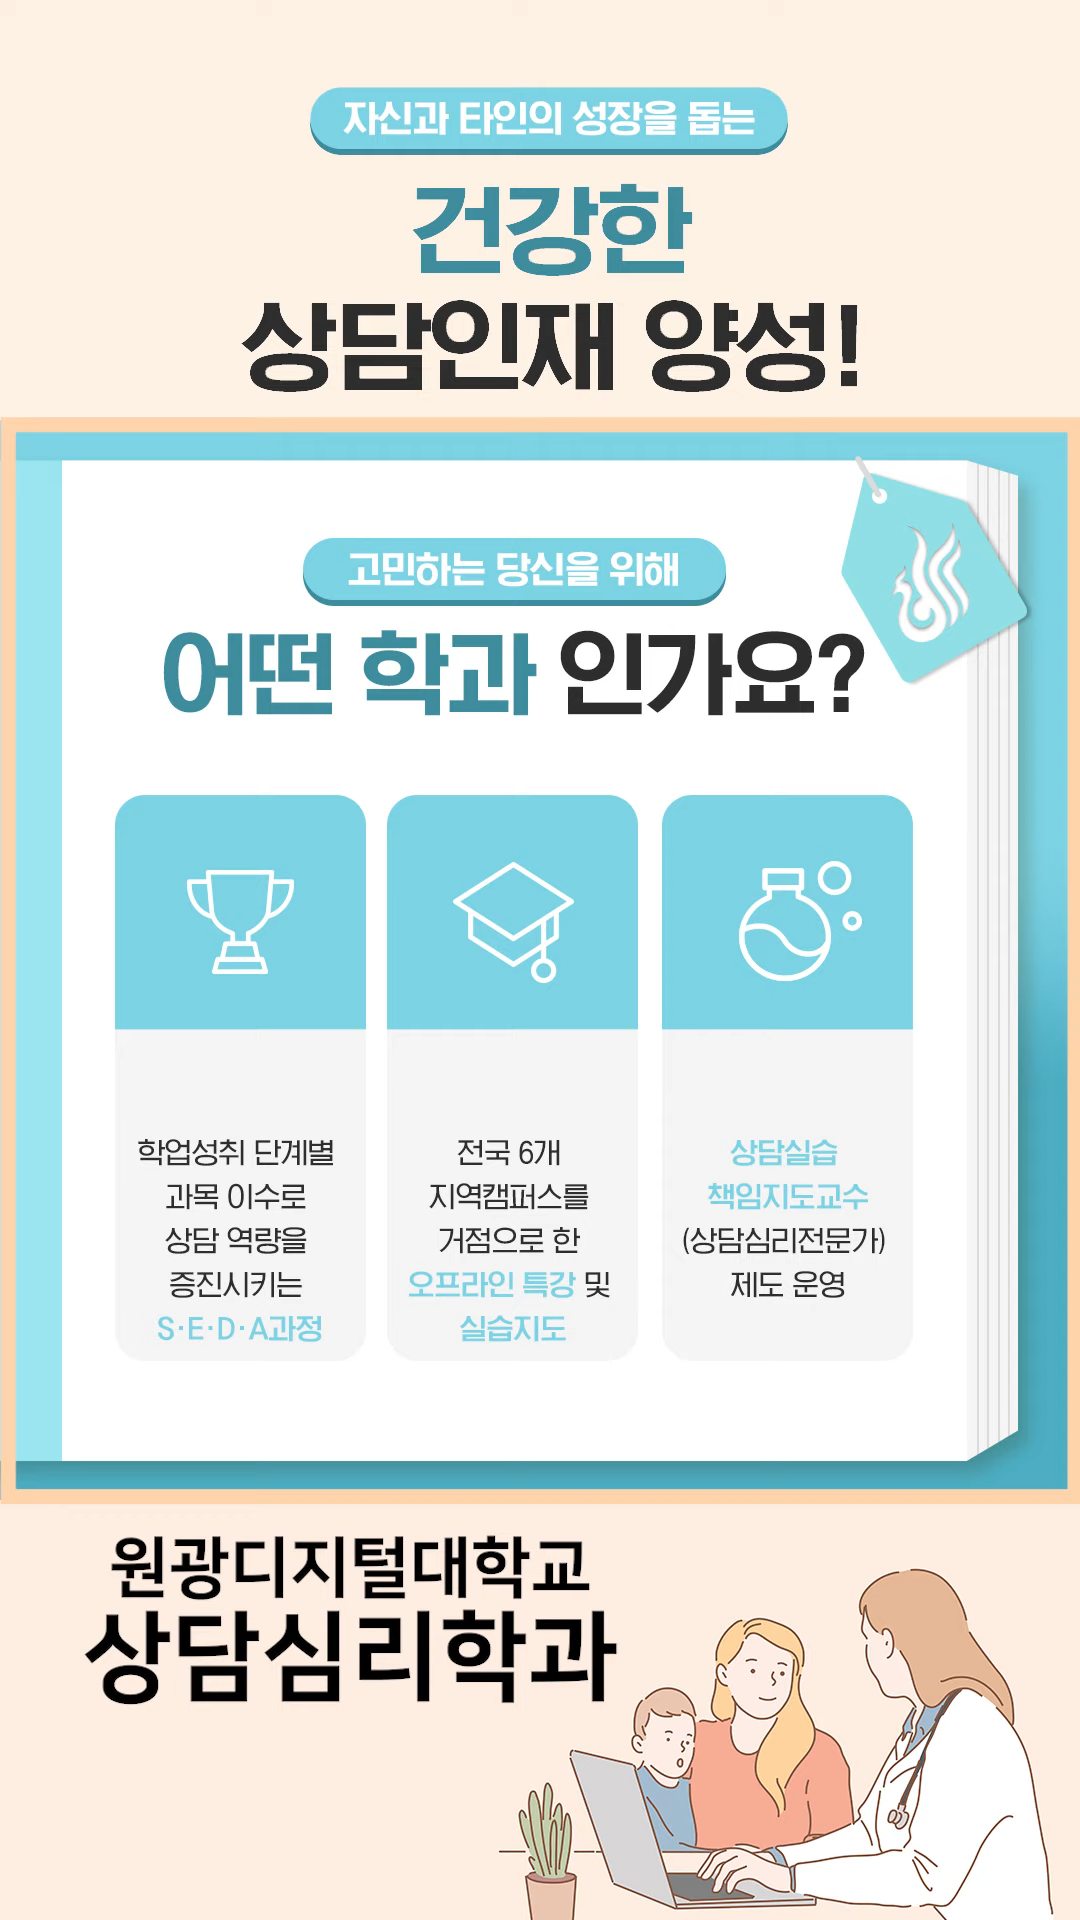 자신과 타인의 성장을 돕는
건강한
상담인재 양성!
고민하는 당신을 위해
어떤 학과 인가요?
학업성취 단계별
과목 이수로
상담 역량을
증진시키는
S·E·D·A과정
전국 6개
지역캠퍼스를
거점으로 한
오프라인 특강 및
실습지도
상담실습
책임지도교수
(상담심리전문가)
제도 운영
원광디지털대학교
상담심리학과